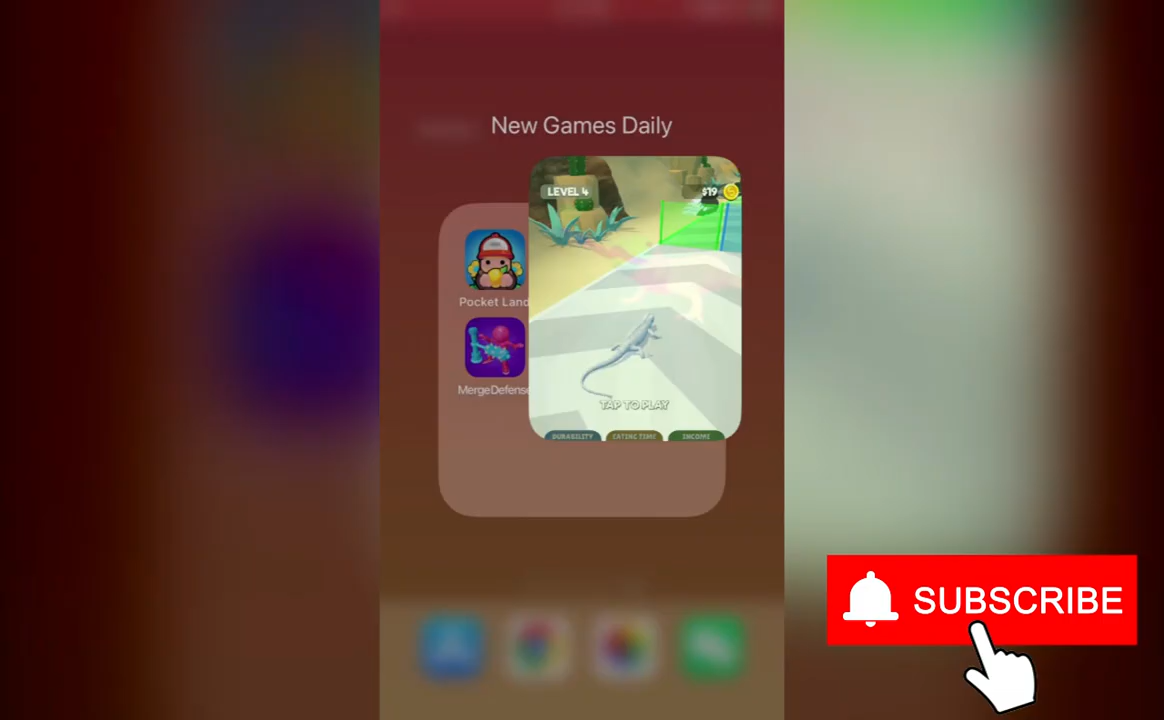 New Games Daily
LEVEL 4
$19
Pocket Land
MergeDefense
TAP TO PLAY
DURABILITY
EATING TIME
INCOME
SUBSCRIBE